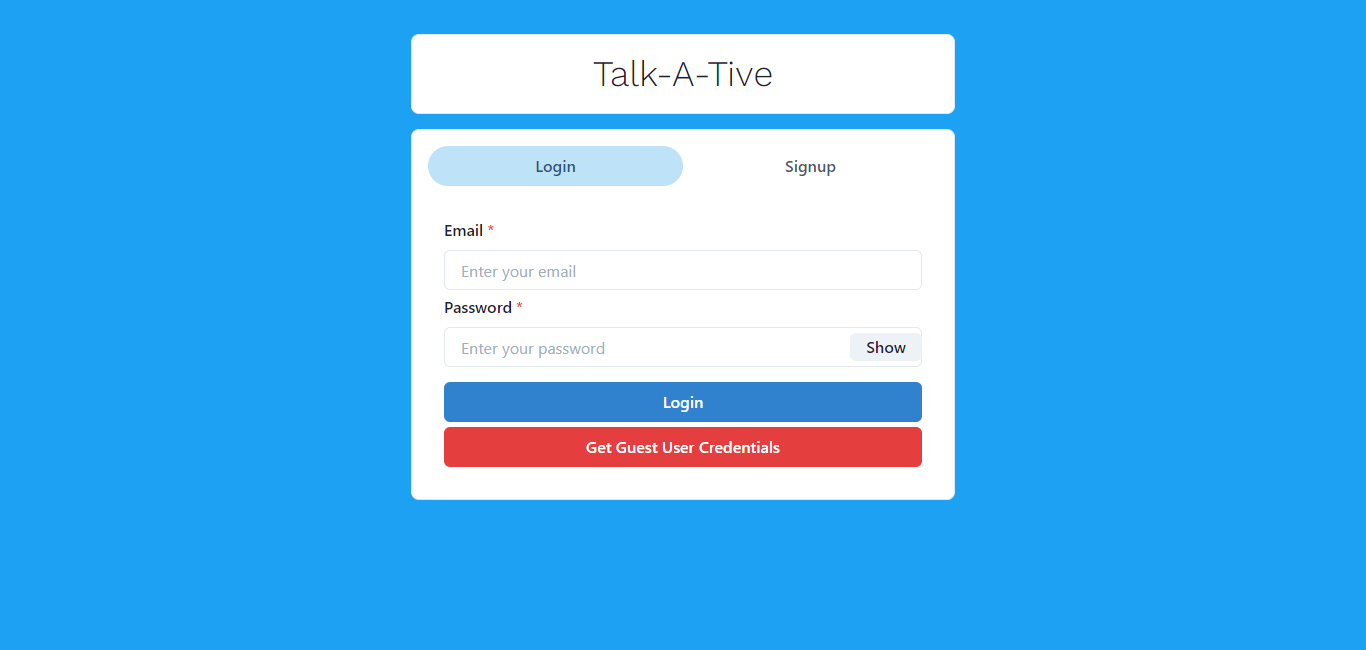 Talk-A-Tive
Login Signup
Email *
Enter your email
Password *
Enter your password Show
Login
Get Guest User Credentials